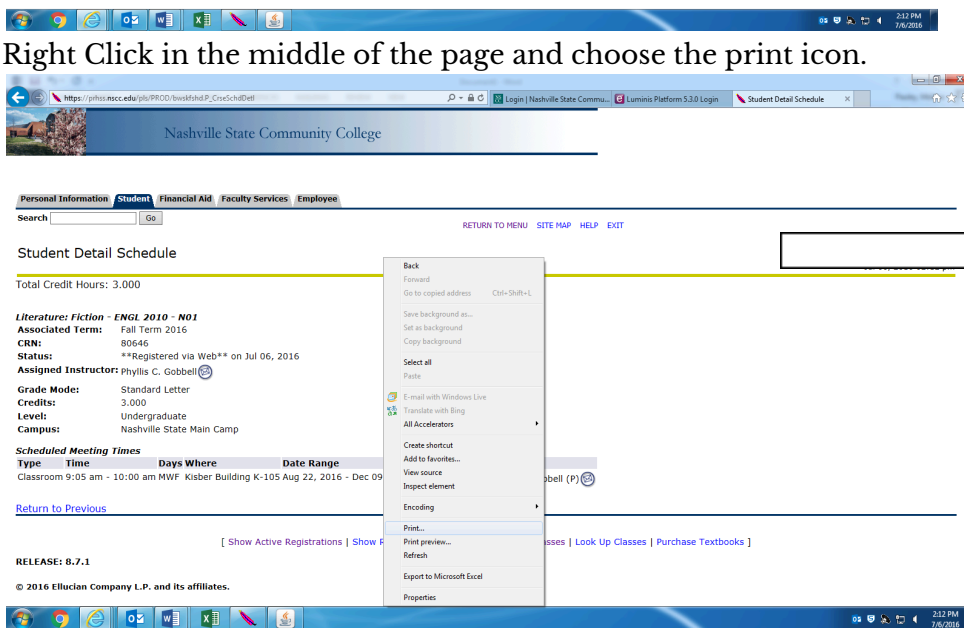 2:12 PM
7/6/2016
Right Click in the middle of the page and choose the print icon.
https://prhss.nscc.edu/pls/PROD/bwskfshd.P_CrseSchdDetl
Login | Nashville State Commu...
Luminis Platform 5.3.0 Login
Student Detail Schedule
Nashville State Community College
Personal Information Student Financial Aid Faculty Services Employee
Search Go
RETURN TO MENU SITE MAP HELP EXIT
Student Detail Schedule
Total Credit Hours: 3.000
Literature: Fiction - ENGL 2010 - N01
Associated Term: Fall Term 2016
CRN: 80646
Status: **Registered via Web** on Jul 06, 2016
Assigned Instructor: Phyllis C. Gobbell
Grade Mode: Standard Letter
Credits: 3.000
Level: Undergraduate
Campus: Nashville State Main Camp
Scheduled Meeting Times
Type Time Days Where Date Range
Classroom 9:05 am - 10:00 am MWF Kisber Building K-105 Aug 22, 2016 - Dec 09
bbell (P)
Return to Previous
Back
Forward
Go to copied address Ctrl+Shift+L
Save background as...
Set as background
Copy background
Select all
Paste
E-mail with Windows Live
Translate with Bing
All Accelerators
Create shortcut
Add to favorites...
View source
Inspect element
Encoding
Print...
Print preview...
Refresh
Export to Microsoft Excel
Properties
[ Show Active Registrations | Show
sses | Look Up Classes | Purchase Textbooks ]
RELEASE: 8.7.1
© 2016 Ellucian Company L.P. and its affiliates.
2:12 PM
7/6/2016